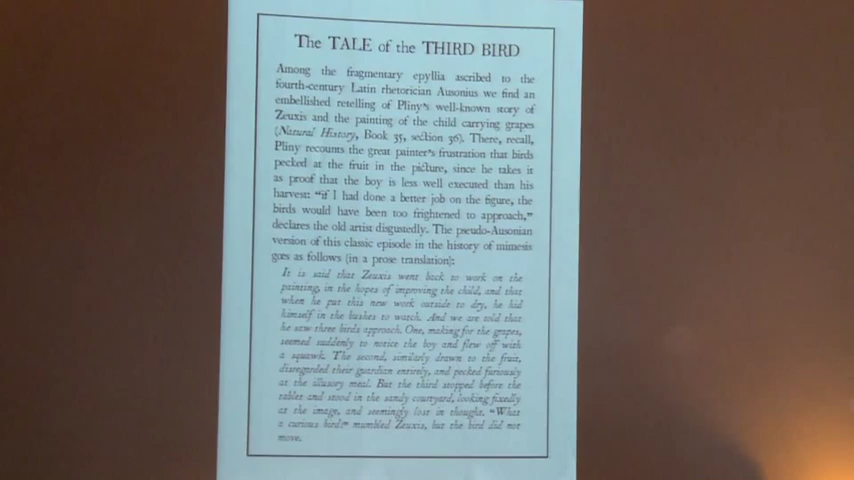 The TALE of the THIRD BIRD
Among the fragmentary epyllia ascribed to the
fourth-century Latin rhetorician Ausonius we find an
embellished retelling of Pliny's well-known story of
Zeuxis and the painting of the child carrying grapes
(Natural History, Book 35, section 36). There, recall,
Pliny recounts the great painter's frustration that birds
pecked at the fruit in the picture, since he takes it
as proof that the boy is less well executed than his
harvest: "if I had done a better job on the figure, the
birds would have been too frightened to approach,"
declares the old artist disgustedly. The pseudo-Ausonian
version of this classic episode in the history of mimesis
goes as follows (in a prose translation):
It is said that Zeuxis went back to work on the
painting, in the hopes of improving the child, and that
when he put this new work outside to dry, he hid
himself in the bushes to watch. And we are told that
he saw three birds approach. One, making for the grapes,
seemed suddenly to notice the boy and flew off with
a squawk. The second, similarly drawn to the fruit,
disregarded their guardian entirely, and pecked furiously
at the illusory meal. But the third stopped before the
tablet and stood in the sandy courtyard, looking fixedly
at the image, and seemingly lost in thought. "What
a curious bird!" mumbled Zeuxis, but the bird did not
move.